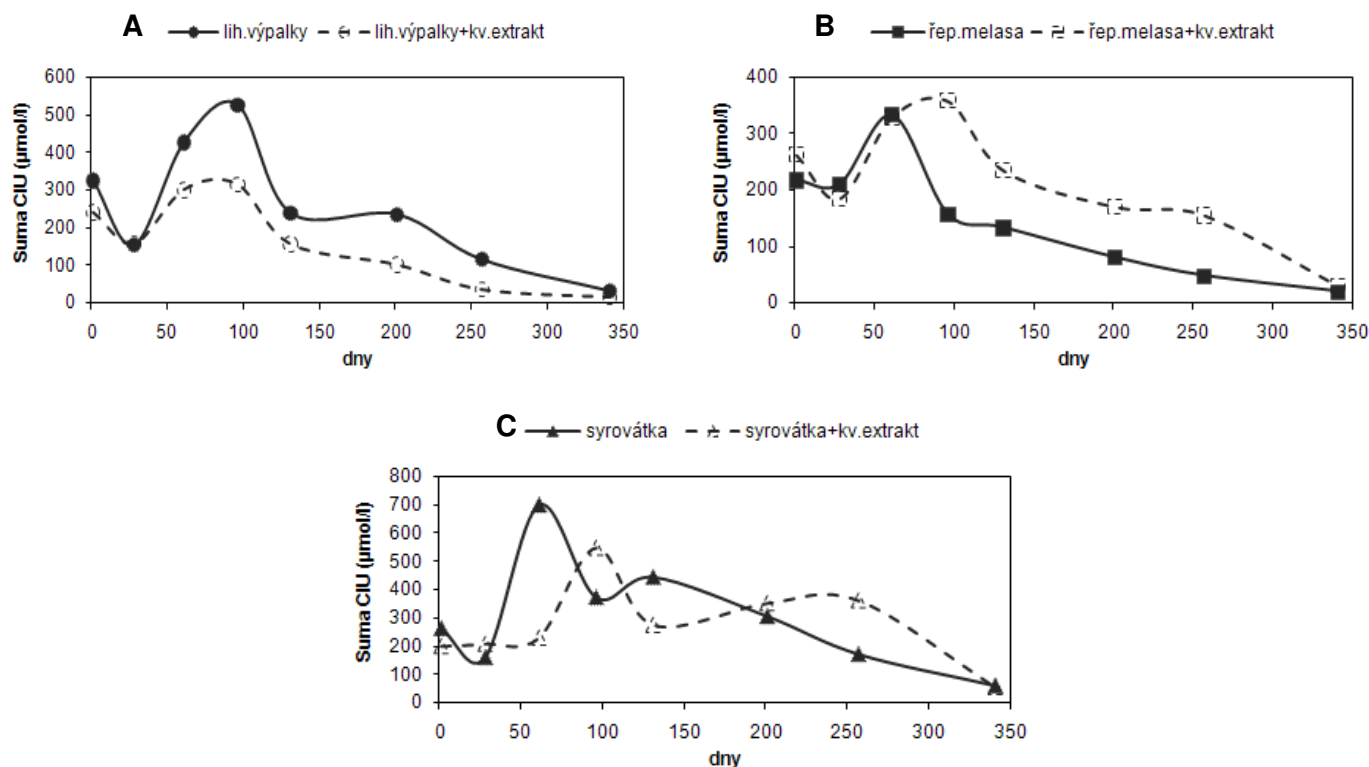 A lih.výpalky lih.výpalky+kv.extrakt
Suma ClU (µmol/l)
600
500
400
300
200
100
0
0 50 100 150 200 250 300 350
dny
B řep.melasa řep.melasa+kv.extrakt
Suma ClU (µmol/l)
400
300
200
100
0
0 50 100 150 200 250 300 350
dny
C syrovátka syrovátka+kv.extrakt
Suma ClU (µmol/l)
800
700
600
500
400
300
200
100
0
0 50 100 150 200 250 300 350
dny